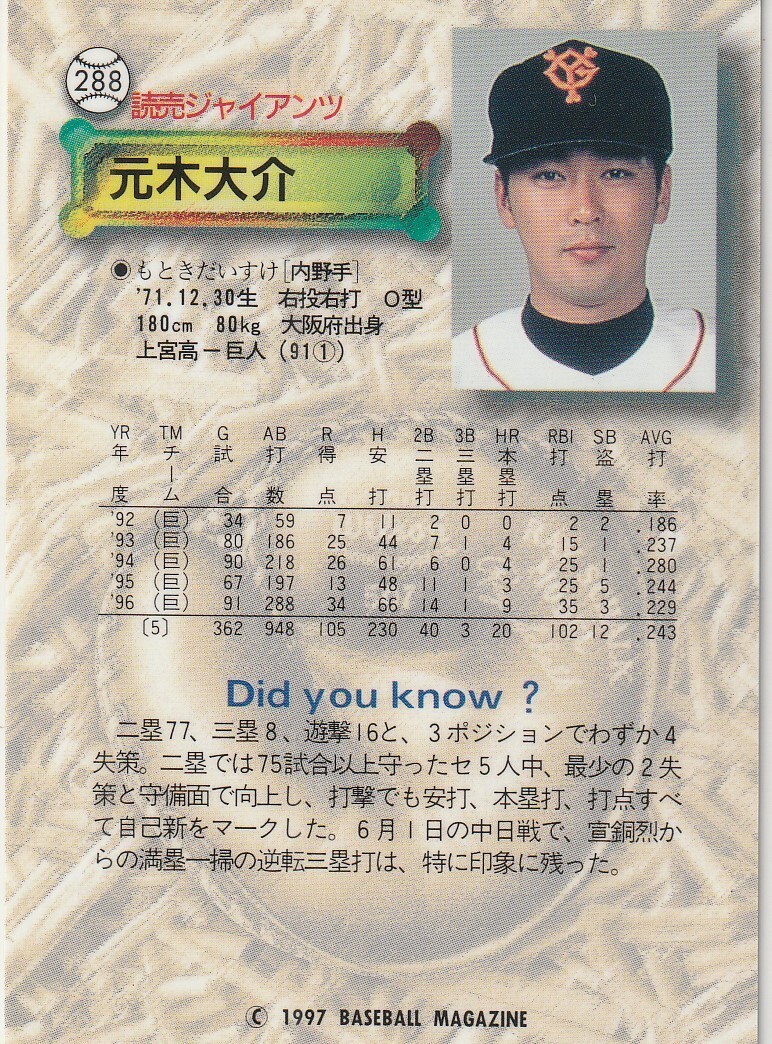 288
読売ジャイアンツ
元木大介
●もときだいすけ[内野手]
'71.12.30生 右投右打 O型
180cm 80kg 大阪府出身
上宮高－巨人（91①）
YR TM G AB R H 2B 3B HR RBI SB AVG
年度 チーム 試合 打数 得点 安打 二塁打 三塁打 本塁打 打点 盗塁 打率
'92 (巨) 34 59 7 11 2 0 0 2 2 .186
'93 (巨) 80 186 25 44 7 1 4 15 1 .237
'94 (巨) 90 218 26 61 6 0 4 25 1 .280
'95 (巨) 67 197 13 48 11 1 3 25 5 .244
'96 (巨) 91 288 34 66 14 1 9 35 3 .229
〔5〕 362 948 105 230 40 3 20 102 12 .243
Did you know ?
二塁77、三塁8、遊撃16と、3ポジションでわずか4
失策。二塁では75試合以上守ったセ5人中、最少の2失
策と守備面で向上し、打撃でも安打、本塁打、打点すべ
て自己新をマークした。6月1日の中日戦で、宣銅烈か
らの満塁一掃の逆転三塁打は、特に印象に残った。
© 1997 BASEBALL MAGAZINE